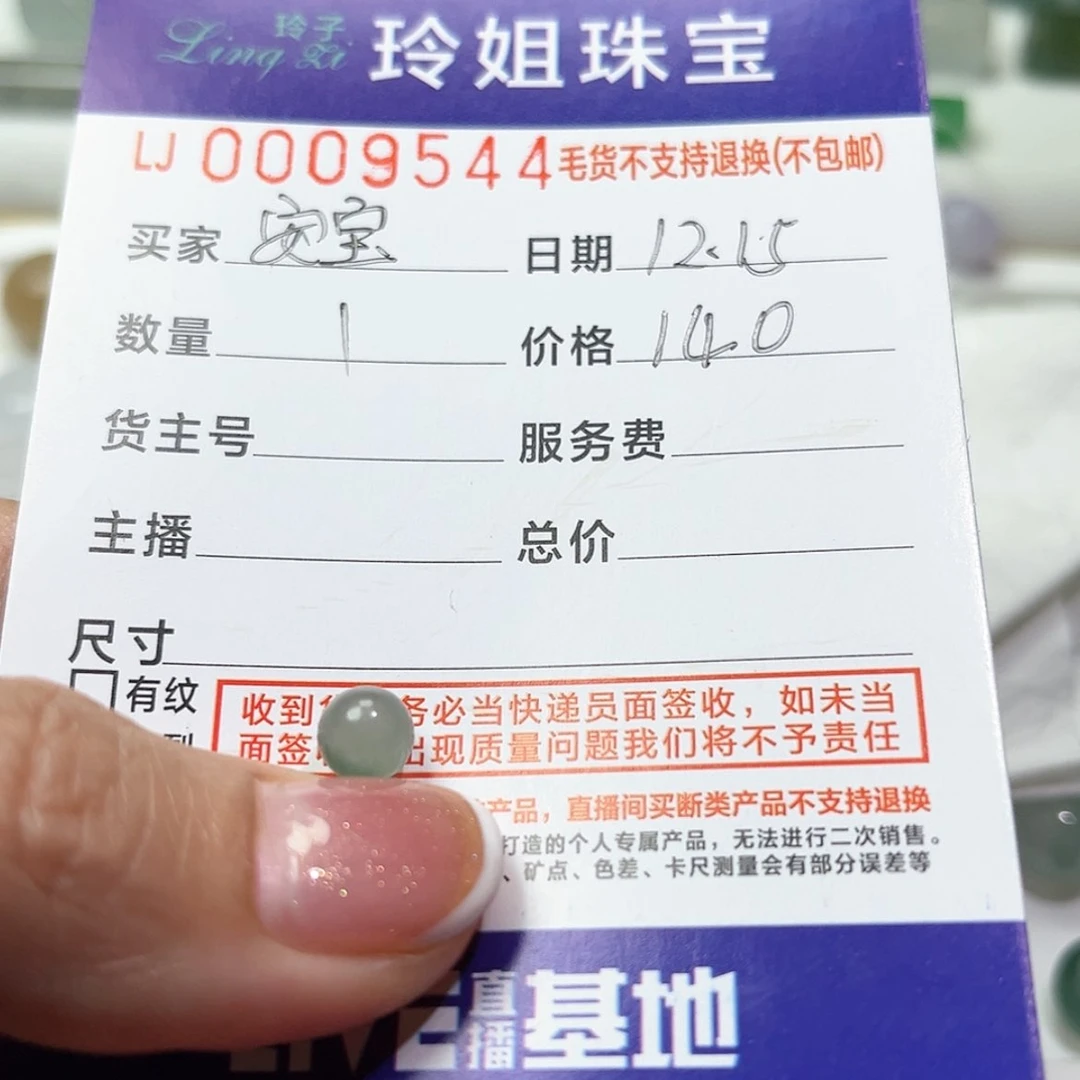 玲子
Ling Zi 玲姐珠宝
LJ 0009544 毛货不支持退换(不包邮)
买家 安宝 日期 12.15
数量 1 价格 140
货主号 服务费
主播 总价
尺寸
有纹
收到 务必当快递员面签收，如未当
面签 出现质量问题我们将不予责任
产品，直播间买断类产品不支持退换
打造的个人专属产品，无法进行二次销售。
、矿点、色差、卡尺测量会有部分误差等
LIVE 直播 基地